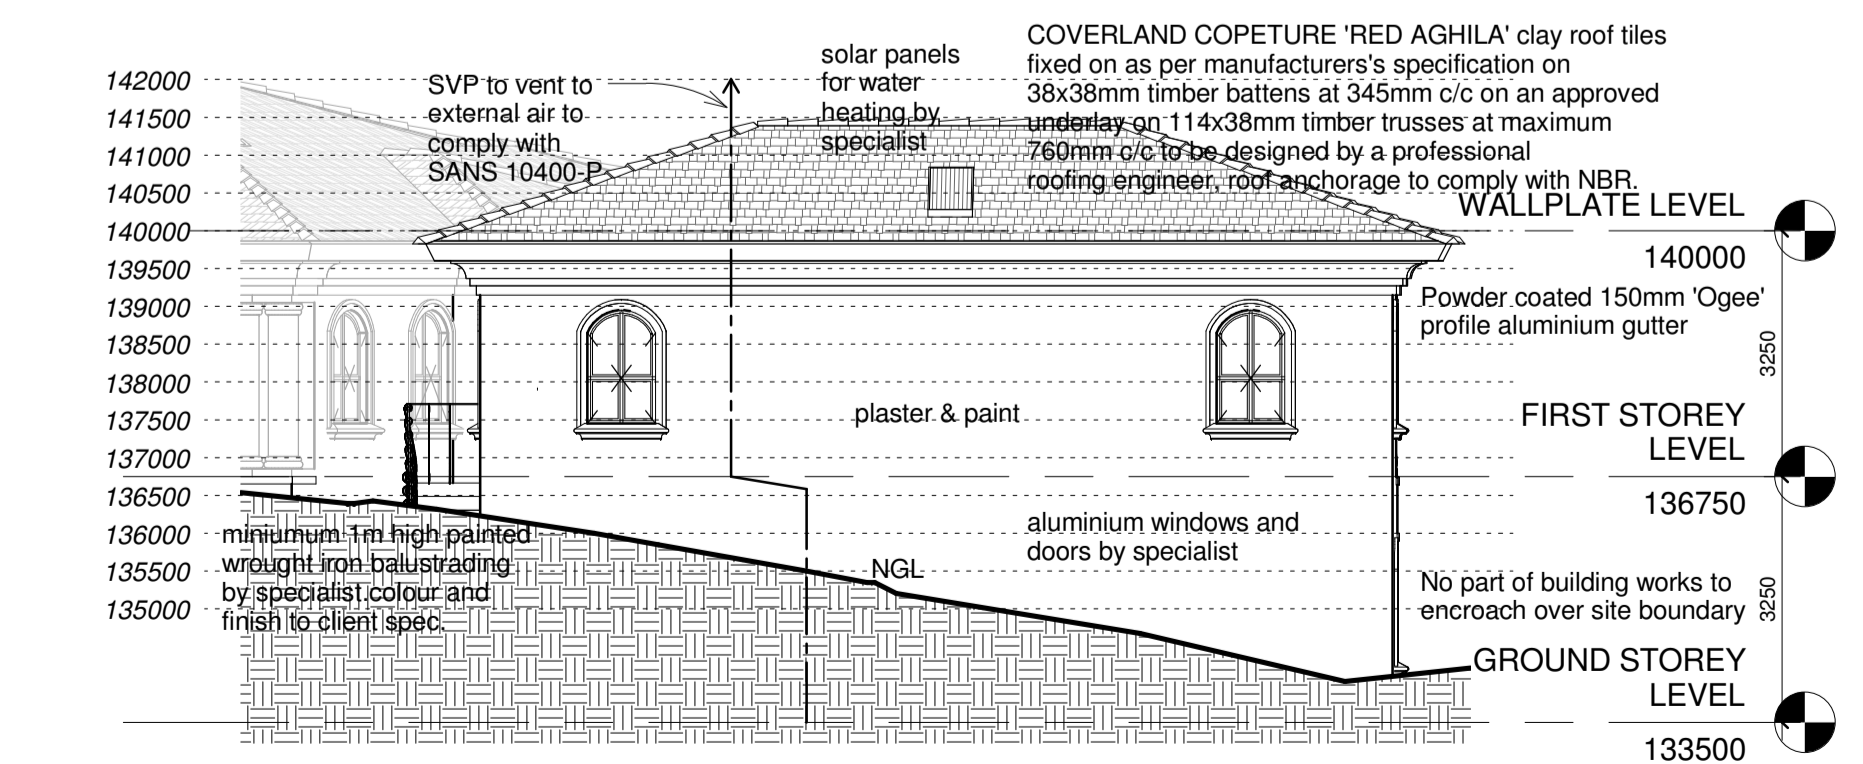 142000
141500
141000
140500
140000
139500
139000
138500
138000
137500
137000
136500
136000
135500
135000
SVP to vent to
external air to
comply with
SANS 10400-P
solar panels
for water
heating by
specialist
COVERLAND COPETURE 'RED AGHILA' clay roof tiles
fixed on as per manufacturers's specification on
38x38mm timber battens at 345mm c/c on an approved
underlay on 114x38mm timber trusses at maximum
760mm c/c to be designed by a professional
roofing engineer, roof anchorage to comply with NBR.
WALLPLATE LEVEL
140000
Powder coated 150mm 'Ogee'
profile aluminium gutter
3250
plaster & paint
FIRST STOREY
LEVEL
136750
miniumum 1m high painted
wrought iron balustrading
by specialist.colour and
finish to client spec.
NGL
aluminium windows and
doors by specialist
No part of building works to
encroach over site boundary
3250
GROUND STOREY
LEVEL
133500